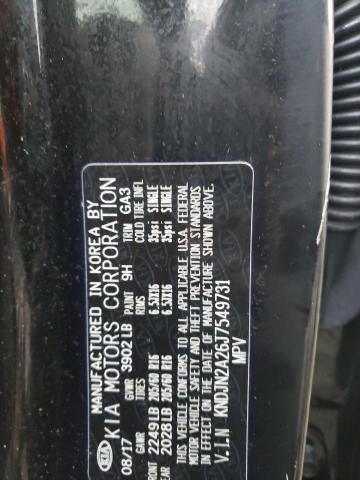 MANUFACTURED IN KOREA BY
KIA KIA MOTORS CORPORATION
08/17 GVWR 3902 LB PAINT 9H TRIM GA3
TIRES RIMS COLD TIRE INFL
FRONT 2249 LB 205/60 R16 6.5JX16 35psi SINGLE
REAR 2028 LB 205/60 R16 6.5JX16 35psi SINGLE
THIS VEHICLE CONFORMS TO ALL APPLICABLE U.S.A. FEDERAL
MOTOR VEHICLE SAFETY AND THEFT PREVENTION STANDARDS
IN EFFECT ON THE DATE OF MANUFACTURE SHOWN ABOVE.
V.I.N KNDJN2A26J7549731
MPV